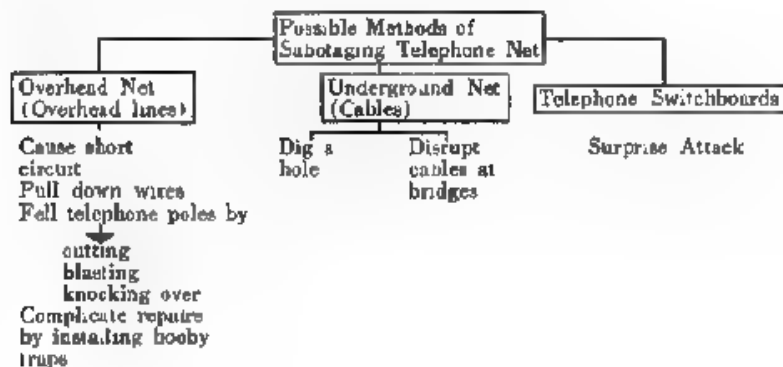 Possible Methods of
Sabotaging Telephone Net
Overhead Net
(Overhead lines)
Cause short
circuit
Pull down wires
Fell telephone poles by
cutting
blasting
knocking over
Complicate repairs
by installing booby
traps
Underground Net
(Cables)
Dig a
hole
Disrupt
cables at
bridges
Telephone Switchboards
Surprise Attack